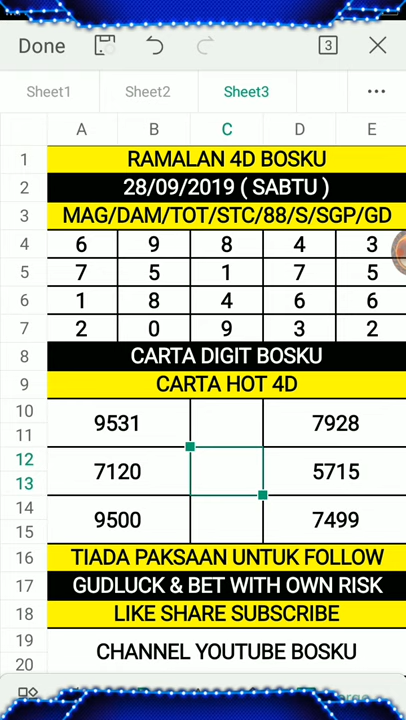 Done 3
Sheet1 Sheet2 Sheet3
A B C D E
1 RAMALAN 4D BOSKU
2 28/09/2019 ( SABTU )
3 MAG/DAM/TOT/STC/88/S/SGP/GD
4 6 9 8 4 3
5 7 5 1 7 5
6 1 8 4 6 6
7 2 0 9 3 2
8 CARTA DIGIT BOSKU
9 CARTA HOT 4D
10 9531 7928
11
12 7120 5715
13
14 9500 7499
15
16 TIADA PAKSAAN UNTUK FOLLOW
17 GUDLUCK & BET WITH OWN RISK
18 LIKE SHARE SUBSCRIBE
19 CHANNEL YOUTUBE BOSKU
20